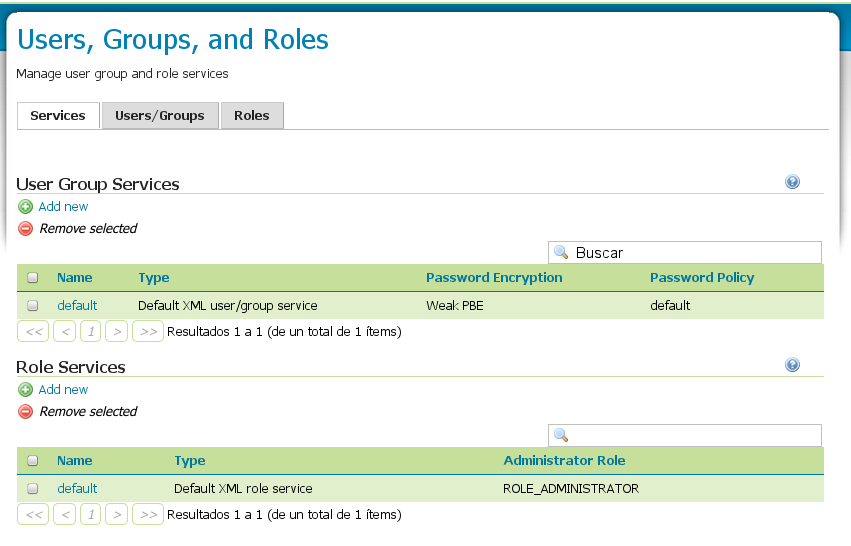 Users, Groups, and Roles
Manage user group and role services
Services Users/Groups Roles
User Group Services
Add new
Remove selected
Buscar
Name Type Password Encryption Password Policy
default Default XML user/group service Weak PBE default
<< < 1 > >> Resultados 1 a 1 (de un total de 1 ítems)
Role Services
Add new
Remove selected
Name Type Administrator Role
default Default XML role service ROLE_ADMINISTRATOR
<< < 1 > >> Resultados 1 a 1 (de un total de 1 ítems)